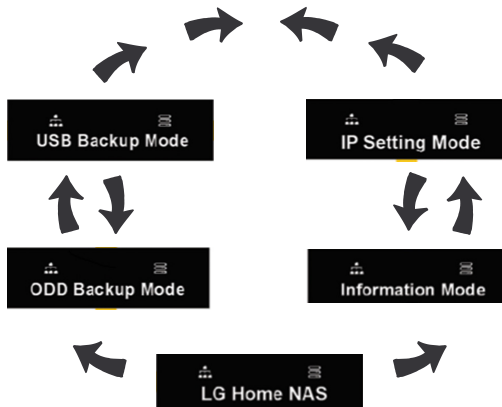 USB Backup Mode
IP Setting Mode
ODD Backup Mode
Information Mode
LG Home NAS